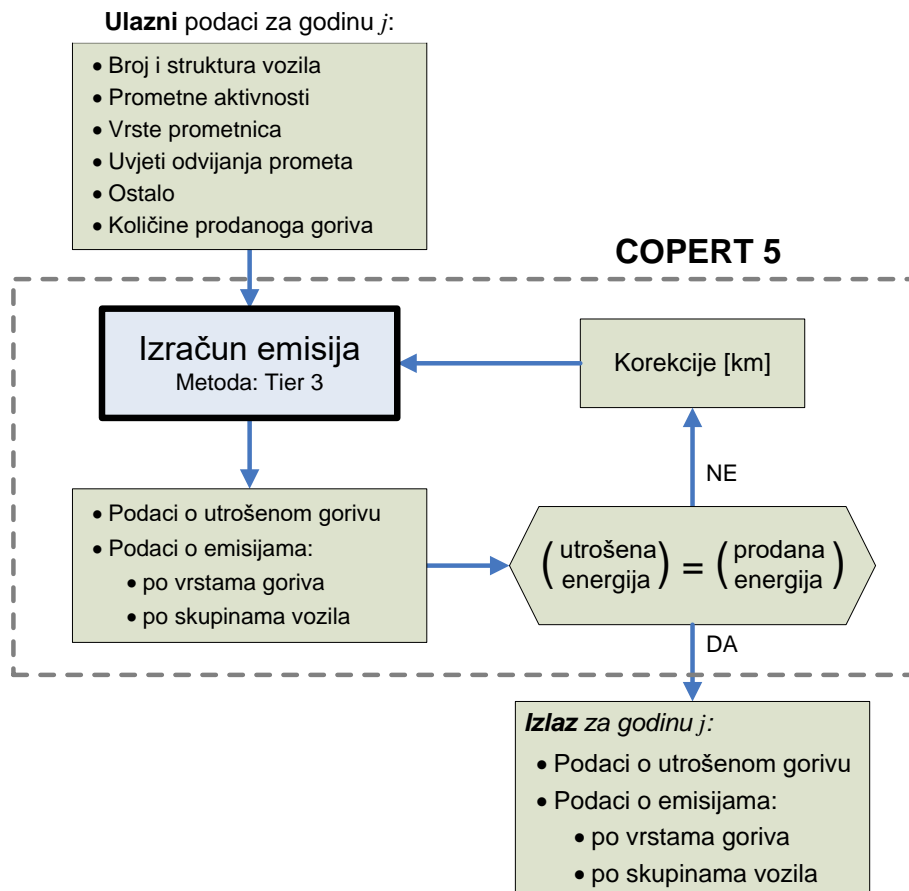 Ulazni podaci za godinu j:
• Broj i struktura vozila
• Prometne aktivnosti
• Vrste prometnica
• Uvjeti odvijanja prometa
• Ostalo
• Količine prodanoga goriva
COPERT 5
Izračun emisija
Metoda: Tier 3
Korekcije [km]
NE
• Podaci o utrošenom gorivu
• Podaci o emisijama:
• po vrstama goriva
• po skupinama vozila
(utrošena energija) = (prodana energija)
DA
Izlaz za godinu j:
• Podaci o utrošenom gorivu
• Podaci o emisijama:
• po vrstama goriva
• po skupinama vozila